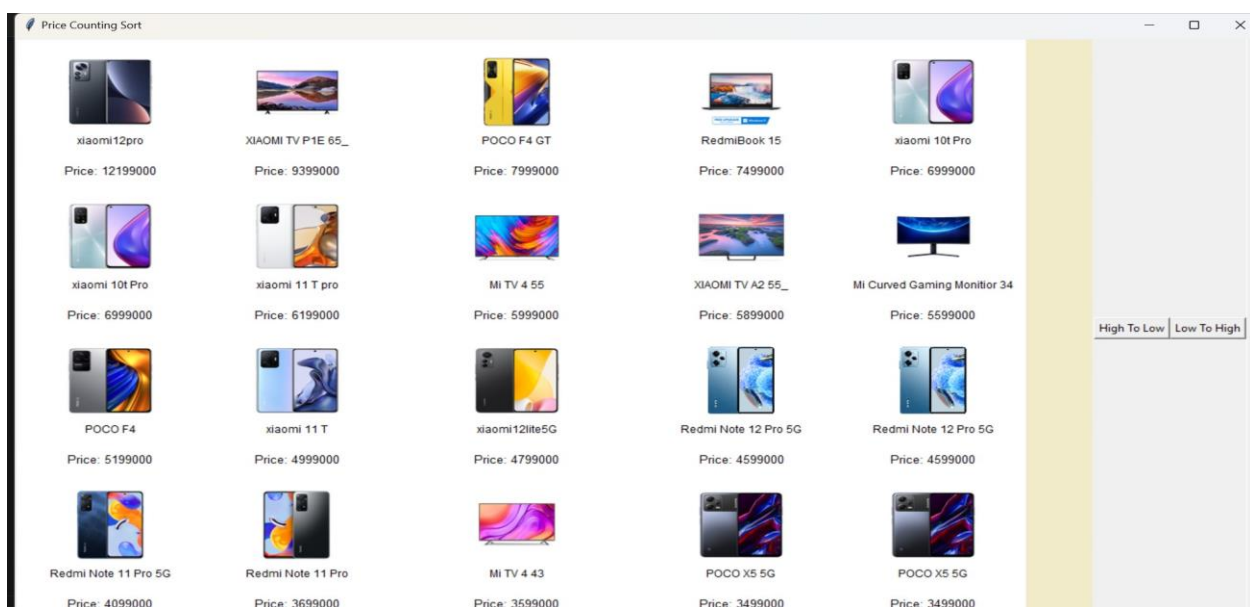 Price Counting Sort
xiaomi12pro XIAOMI TV P1E 65_ POCO F4 GT RedmiBook 15 xiaomi 10t Pro
Price: 12199000 Price: 9399000 Price: 7999000 Price: 7499000 Price: 6999000
xiaomi 10t Pro xiaomi 11 T pro Mi TV 4 55 XIAOMI TV A2 55_ Mi Curved Gaming Monitior 34
Price: 6999000 Price: 6199000 Price: 5999000 Price: 5899000 Price: 5599000
High To Low Low To High
POCO F4 xiaomi 11 T xiaomi12lite5G Redmi Note 12 Pro 5G Redmi Note 12 Pro 5G
Price: 5199000 Price: 4999000 Price: 4799000 Price: 4599000 Price: 4599000
Redmi Note 11 Pro 5G Redmi Note 11 Pro Mi TV 4 43 POCO X5 5G POCO X5 5G
Price: 4099000 Price: 3699000 Price: 3599000 Price: 3499000 Price: 3499000